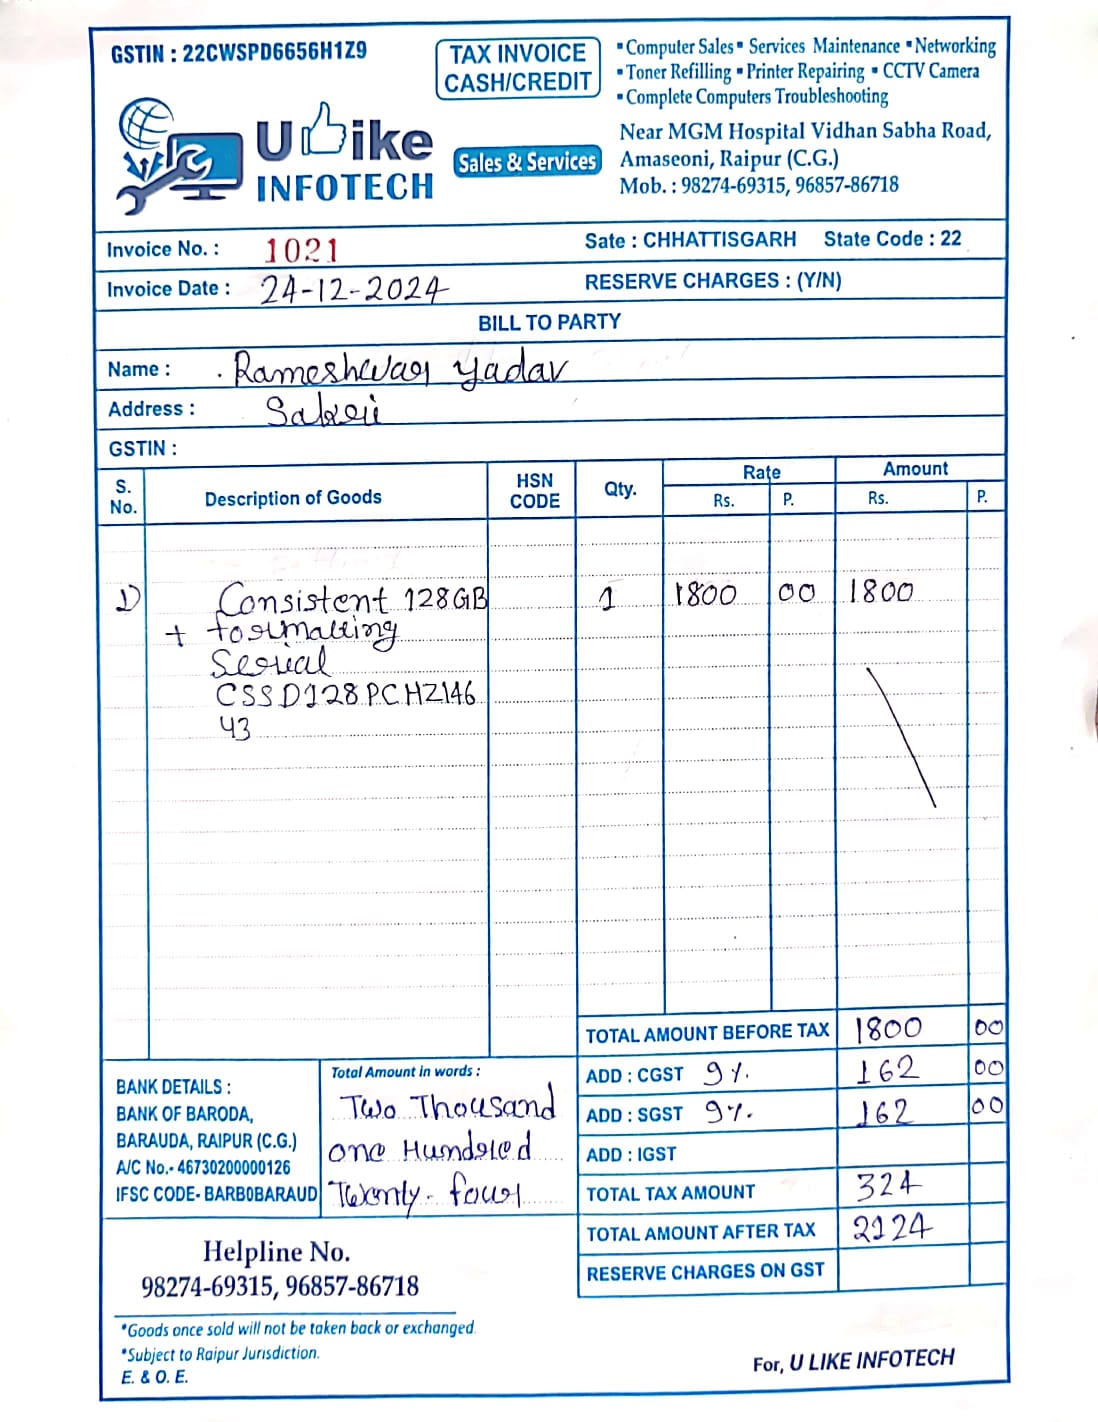 GSTIN : 22CWSPD6656H1Z9
TAX INVOICE
CASH/CREDIT
▪Computer Sales▪ Services Maintenance ▪Networking
▪Toner Refilling ▪Printer Repairing ▪ CCTV Camera
▪Complete Computers Troubleshooting
U Like
INFOTECH
Sales & Services
Near MGM Hospital Vidhan Sabha Road,
Amaseoni, Raipur (C.G.)
Mob. : 98274-69315, 96857-86718
Invoice No. : 1021
Sate : CHHATTISGARH State Code : 22
Invoice Date : 24-12-2024
RESERVE CHARGES : (Y/N)
BILL TO PARTY
Name : Rameshwar Yadav
Address : Sakri
GSTIN :
S. No. Description of Goods HSN CODE Qty. Rate Rs. P. Amount Rs. P.
1) Consistent 128GB 1 1800 00 1800
+ formatting
Serial
CSSD128PCHZ146
43
TOTAL AMOUNT BEFORE TAX 1800 00
ADD : CGST 9% 162 00
ADD : SGST 9% 162 00
ADD : IGST
TOTAL TAX AMOUNT 324
TOTAL AMOUNT AFTER TAX 2124
RESERVE CHARGES ON GST
BANK DETAILS :
BANK OF BARODA,
BARAUDA, RAIPUR (C.G.)
A/C No.- 46730200000126
IFSC CODE- BARB0BARAUD
Total Amount in words :
Two Thousand
one Hundred
Twenty-four
Helpline No.
98274-69315, 96857-86718
*Goods once sold will not be taken back or exchanged.
*Subject to Raipur Jurisdiction.
E. & O. E.
For, U LIKE INFOTECH